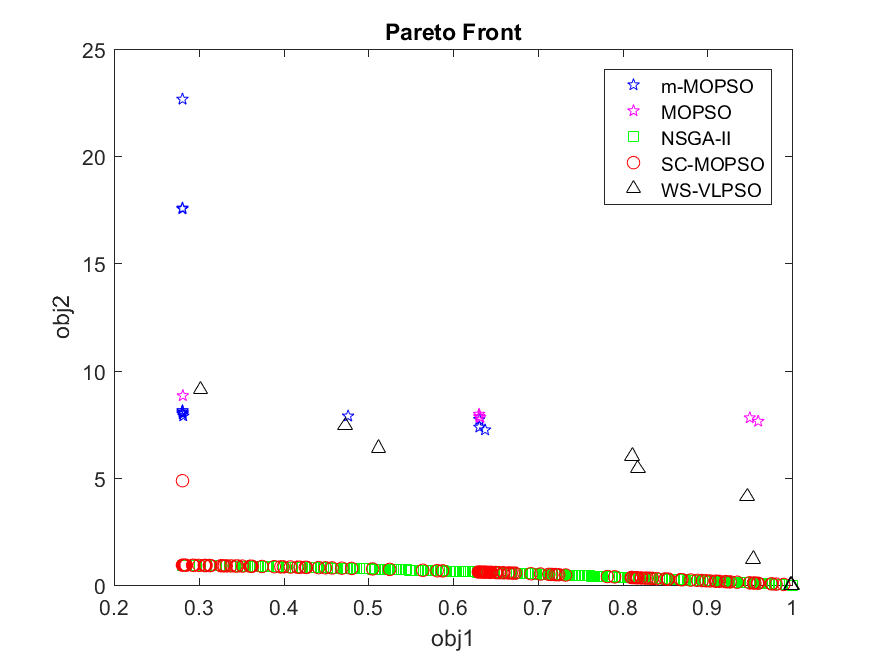 Pareto Front
25
20
15
10
5
0
obj2
m-MOPSO
MOPSO
NSGA-II
SC-MOPSO
WS-VLPSO
0.2 0.3 0.4 0.5 0.6 0.7 0.8 0.9 1
obj1